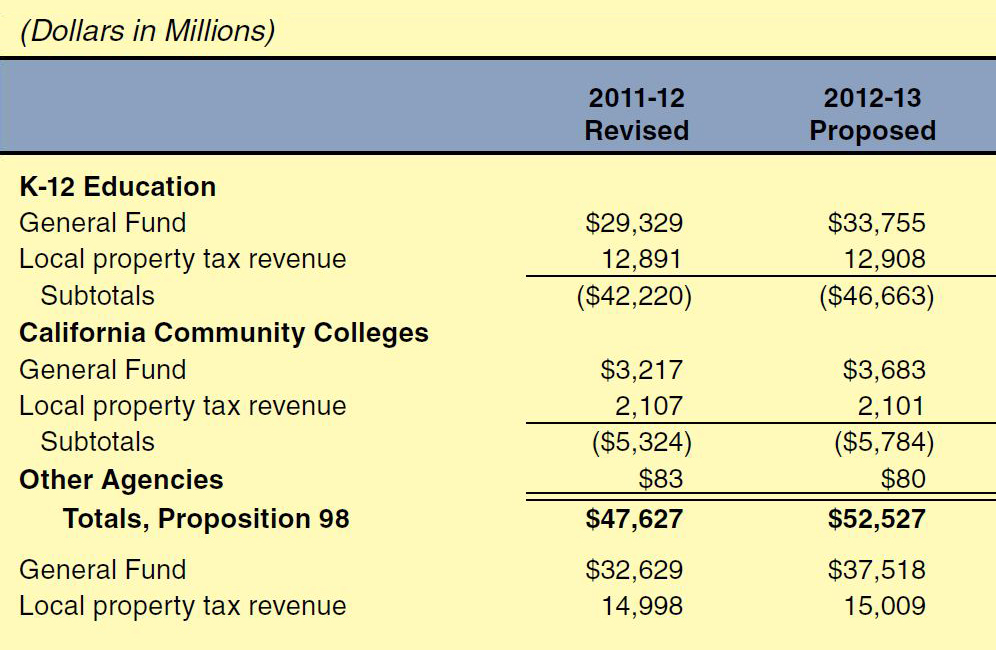 (Dollars in Millions)
2011-12 2012-13
Revised Proposed
K-12 Education
General Fund $29,329 $33,755
Local property tax revenue 12,891 12,908
Subtotals ($42,220) ($46,663)
California Community Colleges
General Fund $3,217 $3,683
Local property tax revenue 2,107 2,101
Subtotals ($5,324) ($5,784)
Other Agencies $83 $80
Totals, Proposition 98 $47,627 $52,527
General Fund $32,629 $37,518
Local property tax revenue 14,998 15,009